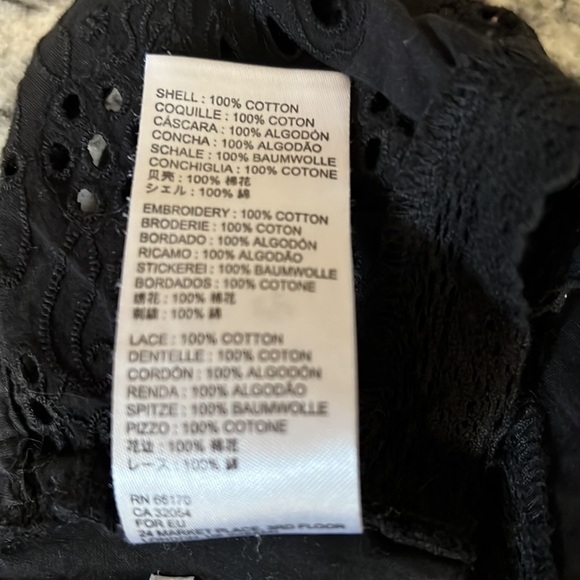 SHELL : 100% COTTON
COQUILLE : 100% COTON
CÁSCARA : 100% ALGODÓN
CONCHA : 100% ALGODÃO
SCHALE : 100% BAUMWOLLE
CONCHIGLIA : 100% COTONE
贝壳 : 100% 棉花
シェル : 100% 綿
EMBROIDERY : 100% COTTON
BRODERIE : 100% COTON
BORDADO : 100% ALGODÓN
RICAMO : 100% ALGODÃO
STICKEREI : 100% BAUMWOLLE
BORDADOS : 100% COTONE
绣花 : 100% 棉花
刺繍 : 100% 綿
LACE : 100% COTTON
DENTELLE : 100% COTON
CORDÓN : 100% ALGODÓN
RENDA : 100% ALGODÃO
SPITZE : 100% BAUMWOLLE
PIZZO : 100% COTONE
花边 : 100% 棉花
レース : 100% 綿
RN 66170
CA 32054
FOR EU
24 MARKET PLACE, 3RD FLOOR